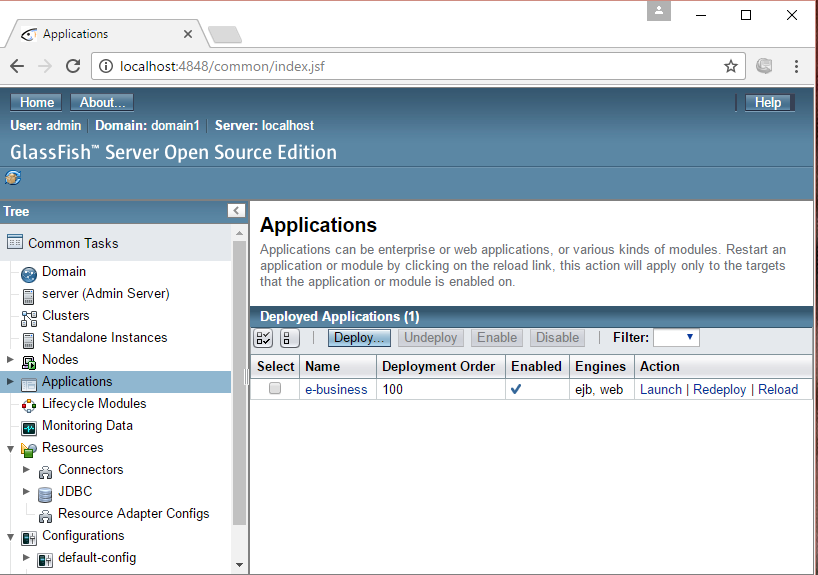 Applications
localhost:4848/common/index.jsf
Home About... Help
User: admin Domain: domain1 Server: localhost
GlassFish™ Server Open Source Edition
Tree
Common Tasks
Domain
server (Admin Server)
Clusters
Standalone Instances
Nodes
Applications
Lifecycle Modules
Monitoring Data
Resources
Connectors
JDBC
Resource Adapter Configs
Configurations
default-config
Applications
Applications can be enterprise or web applications, or various kinds of modules. Restart an
application or module by clicking on the reload link, this action will apply only to the targets
that the application or module is enabled on.
Deployed Applications (1)
Deploy... Undeploy Enable Disable Filter:
Select Name Deployment Order Enabled Engines Action
e-business 100 ejb, web Launch | Redeploy | Reload